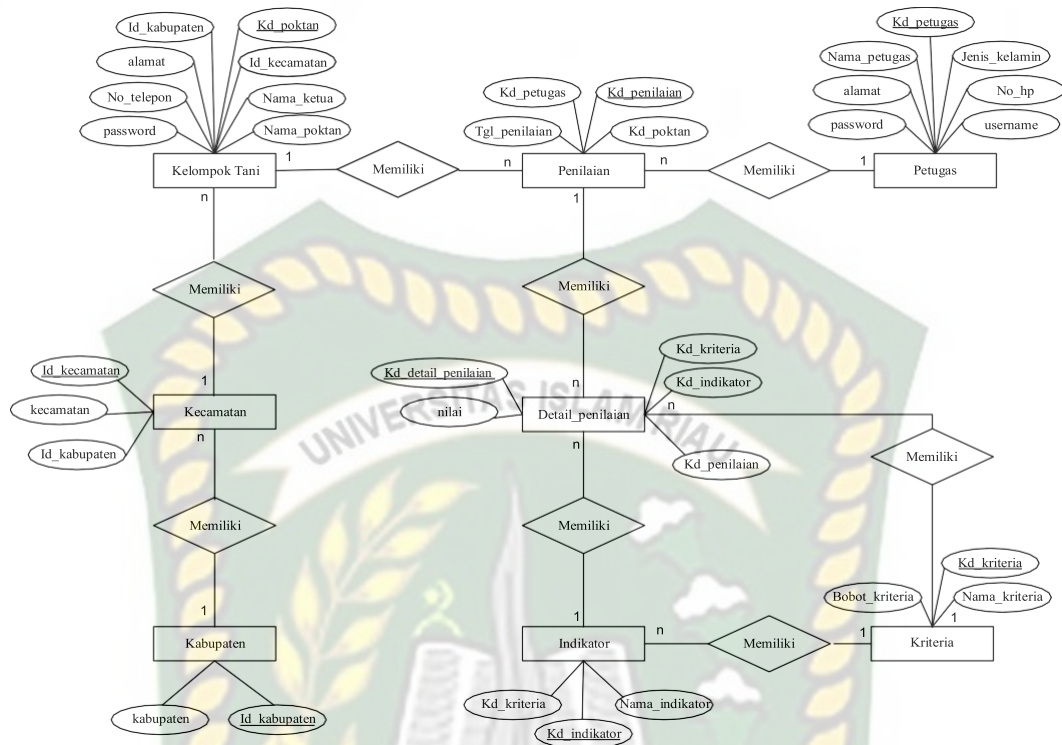 Id_kabupaten
Kd_poktan
alamat
Id_kecamatan
No_telepon
Nama_ketua
password
Nama_poktan
Kelompok Tani
1
Memiliki
n
Kd_petugas
Kd_penilaian
Tgl_penilaian
Kd_poktan
Penilaian
n
Memiliki
1
Kd_petugas
Nama_petugas
Jenis_kelamin
alamat
No_hp
password
username
Petugas
n
1
Memiliki
Memiliki
1
n
Id_kecamatan
kecamatan
Id_kabupaten
Kecamatan
n
Kd_detail_penilaian
nilai
Detail_penilaian
Kd_kriteria
Kd_indikator
Kd_penilaian
n
n
UNIVERSITAS ISLAM RIAU
Memiliki
Memiliki
Memiliki
1
1
Kabupaten
kabupaten
Id_kabupaten
Indikator
n
Memiliki
1
Kd_kriteria
Nama_indikator
Kd_indikator
Kd_kriteria
Bobot_kriteria
Nama_kriteria
1
Kriteria